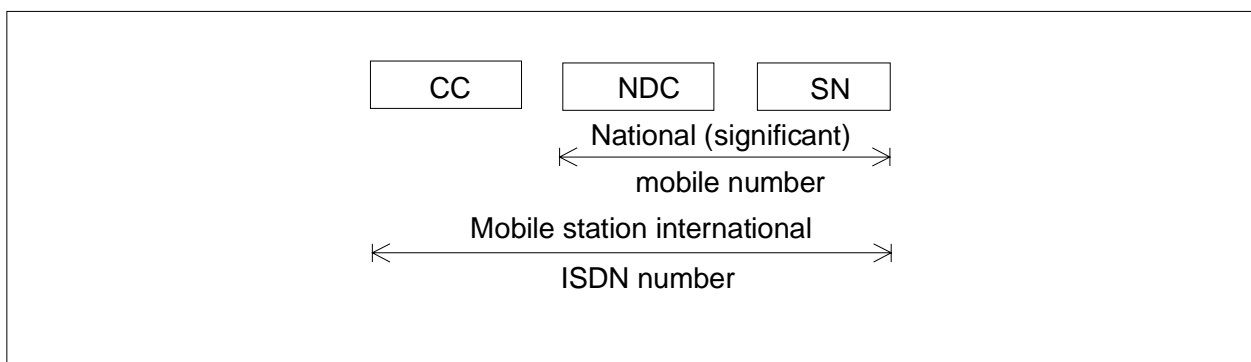 CC NDC SN
National (significant)
mobile number
Mobile station international
ISDN number